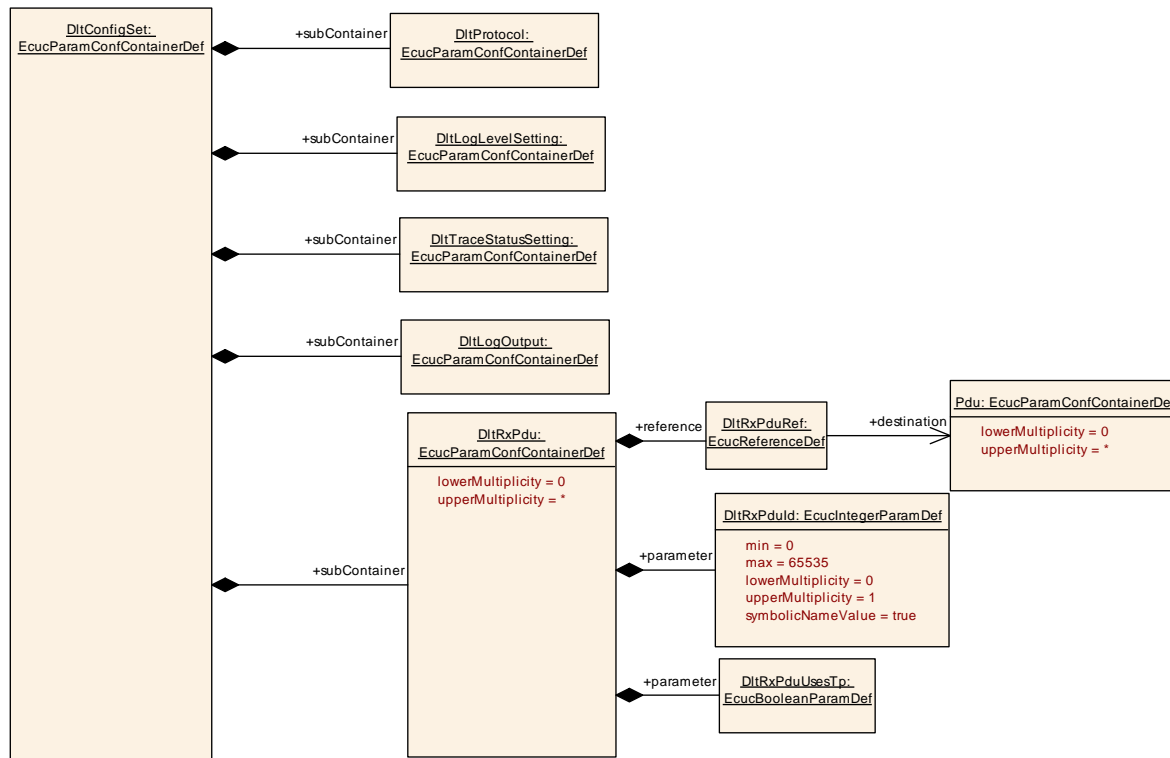 DltConfigSet:
EcucParamConfContainerDef
+subContainer
DltProtocol:
EcucParamConfContainerDef
+subContainer
DltLogLevelSetting:
EcucParamConfContainerDef
+subContainer
DltTraceStatusSetting:
EcucParamConfContainerDef
+subContainer
DltLogOutput:
EcucParamConfContainerDef
+subContainer
DltRxPdu:
EcucParamConfContainerDef
lowerMultiplicity = 0
upperMultiplicity = *
+reference
DltRxPduRef:
EcucReferenceDef
+destination
Pdu: EcucParamConfContainerDe
lowerMultiplicity = 0
upperMultiplicity = *
+parameter
DltRxPduId: EcucIntegerParamDef
min = 0
max = 65535
lowerMultiplicity = 0
upperMultiplicity = 1
symbolicNameValue = true
+parameter
DltRxPduUsesTp:
EcucBooleanParamDef